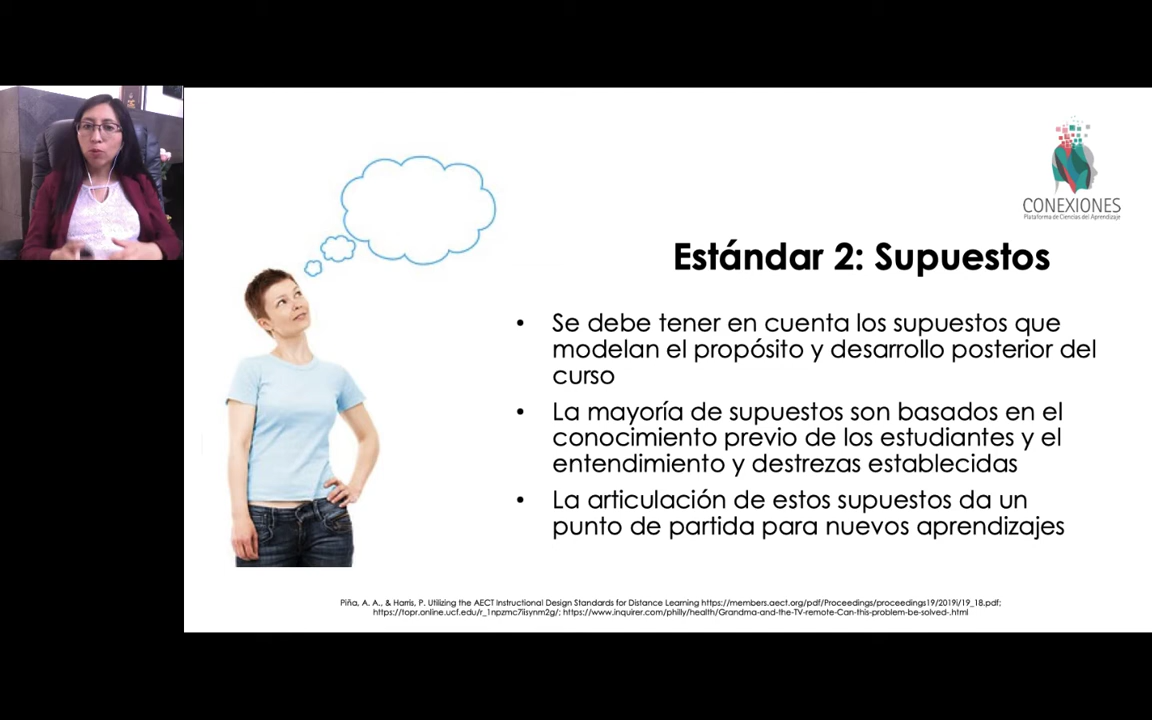 CONEXIONES
Plataforma de Ciencias del Aprendizaje
Estándar 2: Supuestos
• Se debe tener en cuenta los supuestos que
modelan el propósito y desarrollo posterior del
curso
• La mayoría de supuestos son basados en el
conocimiento previo de los estudiantes y el
entendimiento y destrezas establecidas
• La articulación de estos supuestos da un
punto de partida para nuevos aprendizajes
Piña, A. A., & Harris, P. Utilizing the AECT Instructional Design Standards for Distance Learning https://members.aect.org/pdf/Proceedings/proceedings19/2019i/19_18.pdf;
https://topr.online.ucf.edu/r_1npzmc7iisynm2g/; https://www.inquirer.com/philly/health/Grandma-and-the-TV-remote-Can-this-problem-be-solved-.html